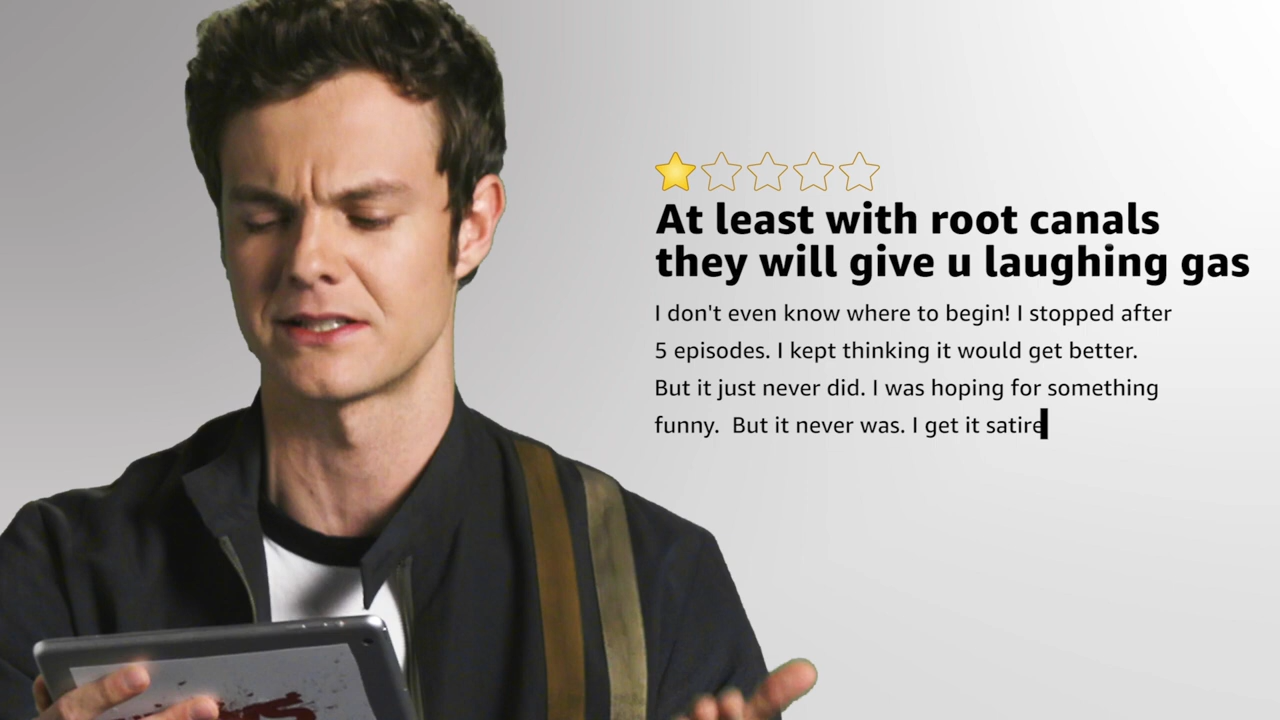 At least with root canals
they will give u laughing gas
I don't even know where to begin! I stopped after
5 episodes. I kept thinking it would get better.
But it just never did. I was hoping for something
funny.  But it never was. I get it satire